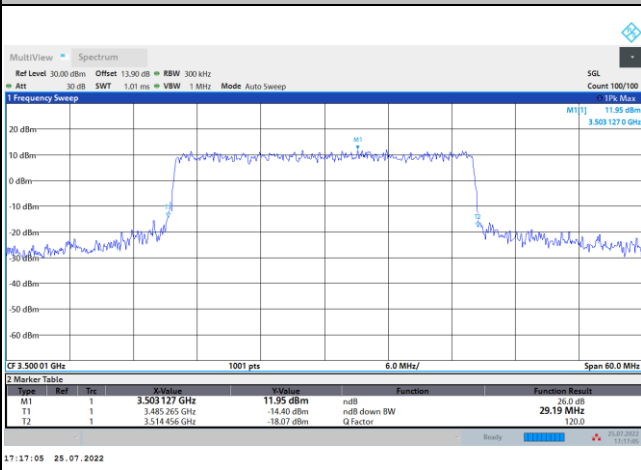 MultiView Spectrum
Ref Level 30.00 dBm Offset 13.90 dB RBW 300 kHz SGL
Att 30 dB SWT 1.01 ms VBW 1 MHz Mode Auto Sweep Count 100/100
1 Frequency Sweep 1Pk Max
M1[1] 11.95 dBm
3.503 127 0 GHz
20 dBm
M1
10 dBm
0 dBm
-10 dBm
T1
T2
-20 dBm
-30 dBm
-40 dBm
-50 dBm
-60 dBm
CF 3.500 01 GHz 1001 pts 6.0 MHz/ Span 60.0 MHz
2 Marker Table
Type Ref Trc X-Value Y-Value Function Function Result
M1 1 3.503 127 GHz 11.95 dBm ndB 26.0 dB
T1 1 3.485 265 GHz -14.40 dBm ndB down BW 29.19 MHz
T2 1 3.514 456 GHz -18.07 dBm Q Factor 120.0
Ready 25.07.2022
17:17:05
17:17:05 25.07.2022